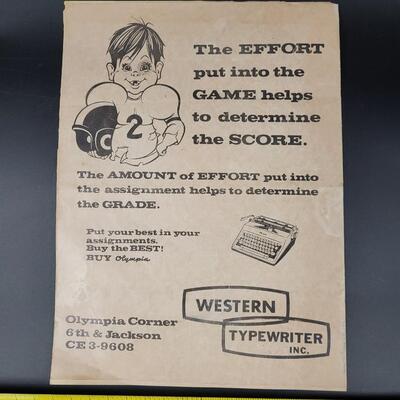 The EFFORT
put into the
GAME helps
to determine
the SCORE.
2
The AMOUNT of EFFORT put into
the assignment helps to determine
the GRADE.
Put your best in your
assignments.
Buy the BEST!
BUY Olympia
WESTERN
TYPEWRITER
INC.
Olympia Corner
6th & Jackson
CE 3-9608